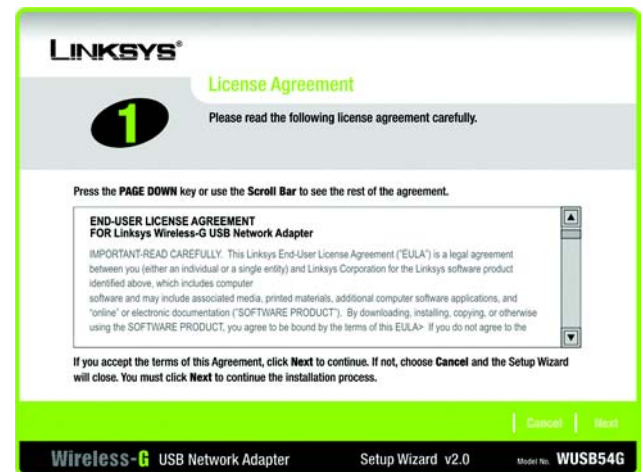 LINKSYS®
License Agreement
1
Please read the following license agreement carefully.
Press the PAGE DOWN key or use the Scroll Bar to see the rest of the agreement.
END-USER LICENSE AGREEMENT
FOR Linksys Wireless-G USB Network Adapter
IMPORTANT-READ CAREFULLY. This Linksys End-User License Agreement ("EULA") is a legal agreement
between you (either an individual or a single entity) and Linksys Corporation for the Linksys software product
identified above, which includes computer
software and may include associated media, printed materials, additional computer software applications, and
"online" or electronic documentation ("SOFTWARE PRODUCT"). By downloading, installing, copying, or otherwise
using the SOFTWARE PRODUCT, you agree to be bound by the terms of this EULA> If you do not agree to the
If you accept the terms of this Agreement, click Next to continue. If not, choose Cancel and the Setup Wizard
will close. You must click Next to continue the installation process.
Cancel Next
Wireless-G USB Network Adapter Setup Wizard v2.0 Model No. WUSB54G